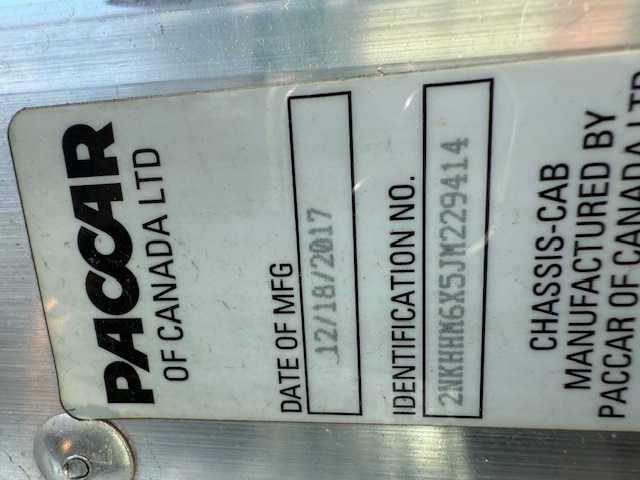 PACCAR
OF CANADA LTD
DATE OF MFG
12/18/2017
IDENTIFICATION NO.
2NKHHM6X5JM229414
CHASSIS-CAB
MANUFACTURED BY
PACCAR OF CANADA LTD